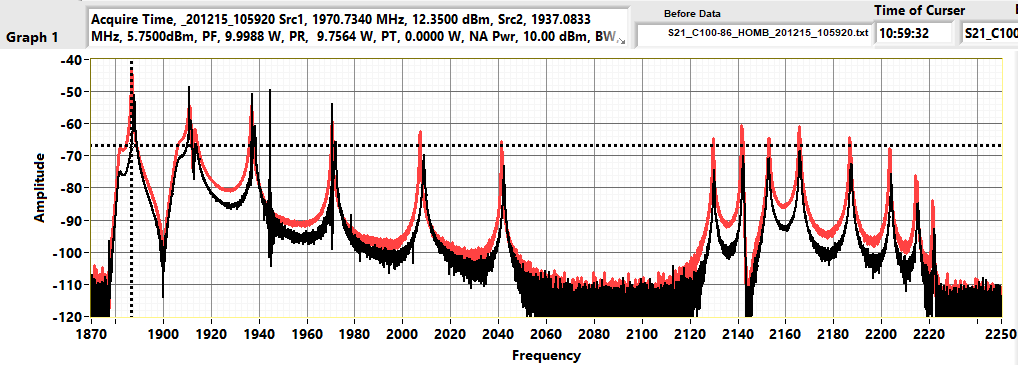 Graph 1
Acquire Time, _201215_105920 Src1, 1970.7340 MHz, 12.3500 dBm, Src2, 1937.0833
MHz, 5.7500dBm, PF, 9.9988 W, PR, 9.7564 W, PT, 0.0000 W, NA Pwr, 10.00 dBm, BW,
Before Data
S21_C100-86_HOMB_201215_105920.txt
Time of Curser
10:59:32
S21_C100
Amplitude
-40
-50
-60
-70
-80
-90
-100
-110
-120
1870 1900 1920 1940 1960 1980 2000 2020 2040 2060 2080 2100 2120 2140 2160 2180 2200 2220 2250
Frequency